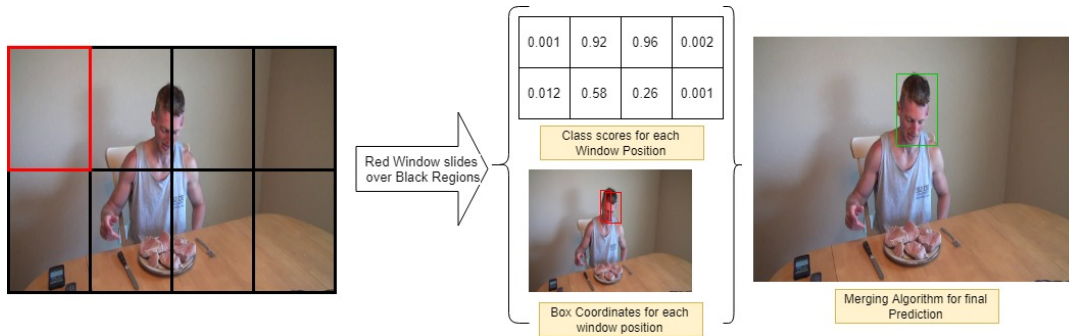 Red Window slides
over Black Regions
0.001 0.92 0.96 0.002
0.012 0.58 0.26 0.001
Class scores for each
Window Position
Box Coordinates for each
window position
Merging Algorithm for final
Prediction